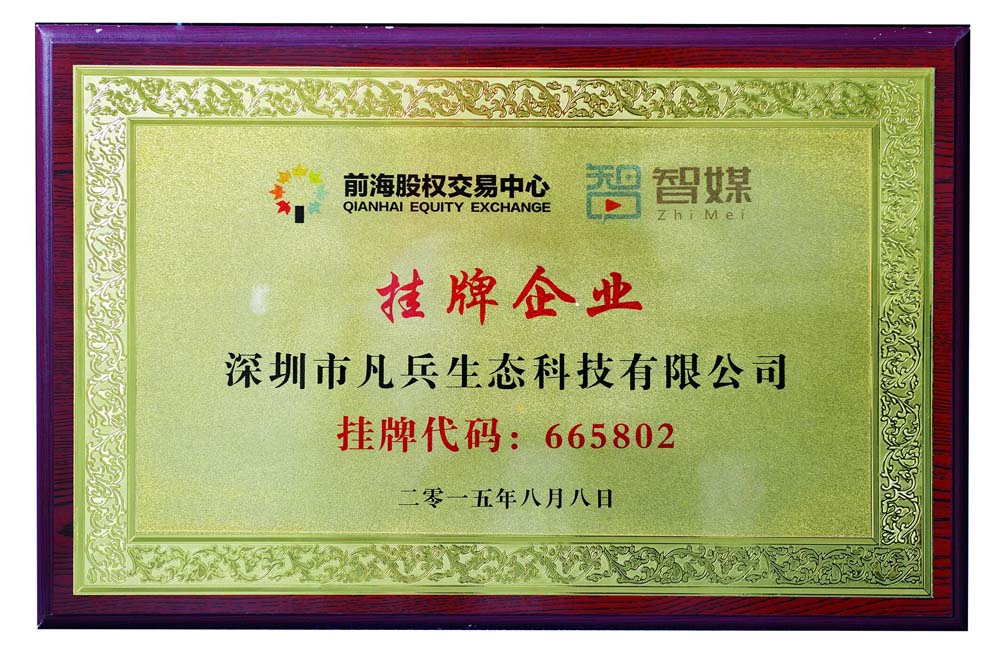 前海股权交易中心
QIANHAI EQUITY EXCHANGE
智
智媒
ZhiMei
挂牌企业
深圳市凡兵生态科技有限公司
挂牌代码：665802
二零一五年八月八日